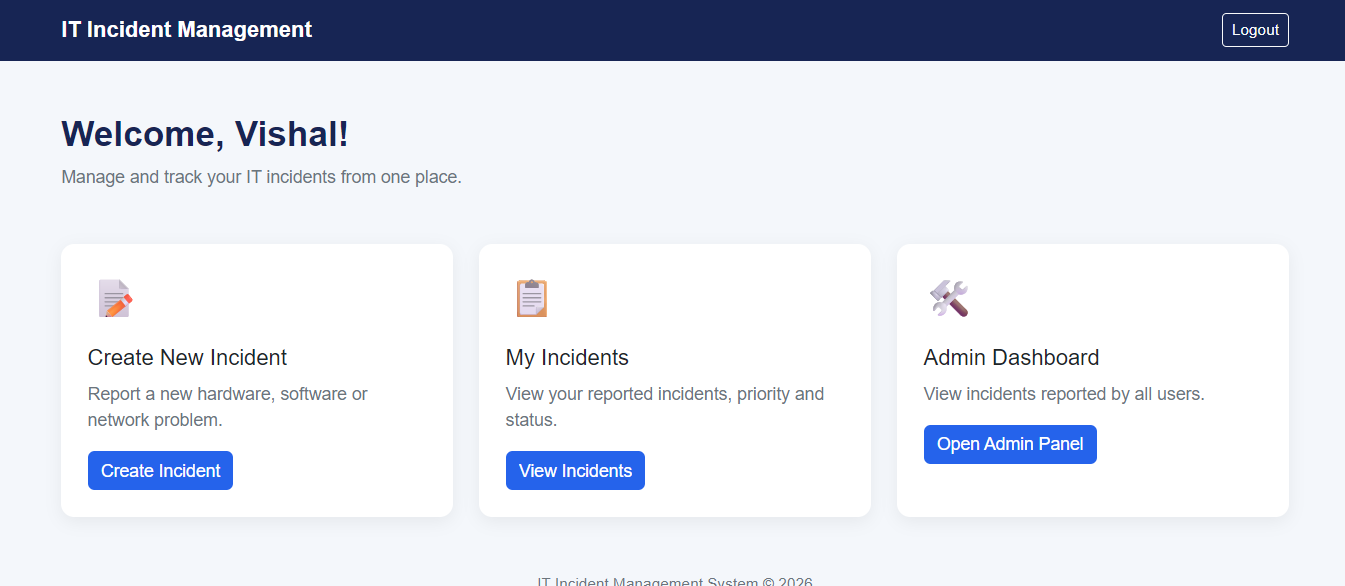 IT Incident Management
Logout
Welcome, Vishal!
Manage and track your IT incidents from one place.
Create New Incident
Report a new hardware, software or
network problem.
Create Incident
My Incidents
View your reported incidents, priority and
status.
View Incidents
Admin Dashboard
View incidents reported by all users.
Open Admin Panel
IT Incident Management System © 2026